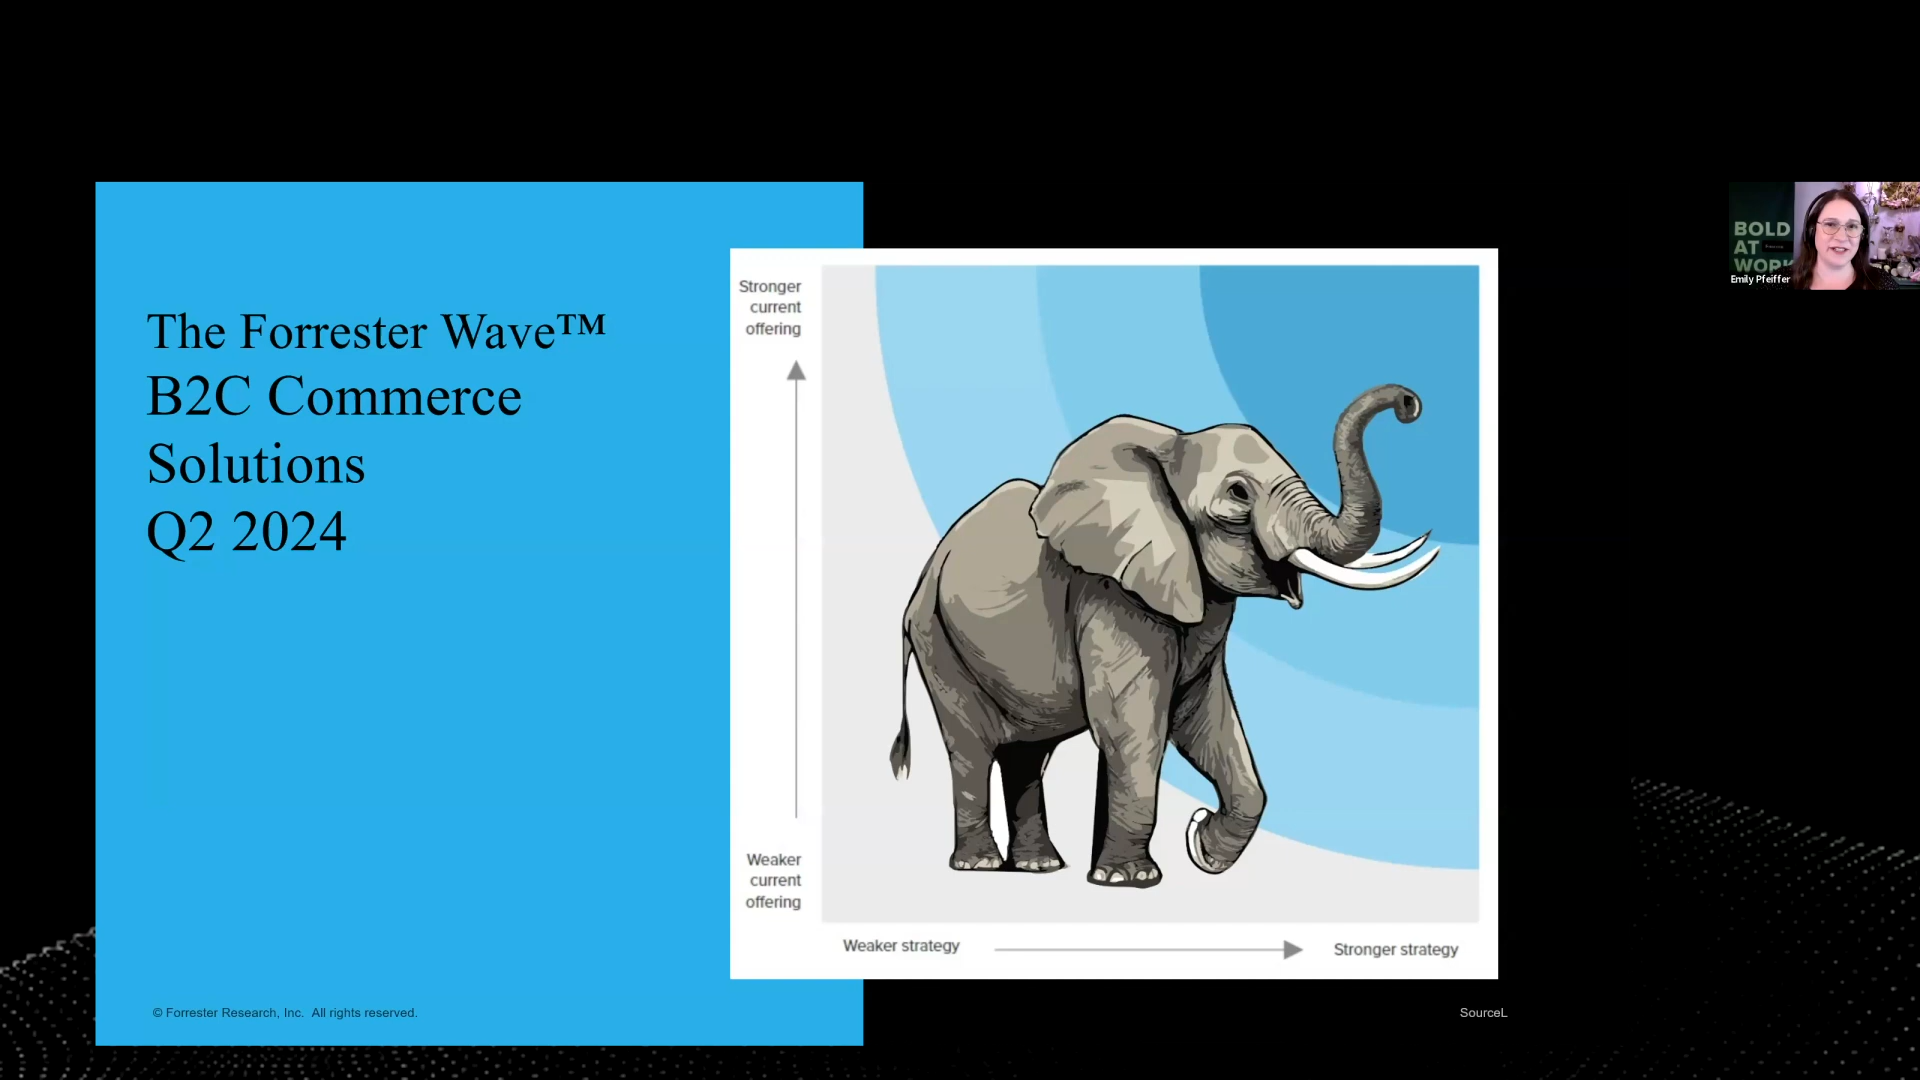 The Forrester Wave™
B2C Commerce
Solutions
Q2 2024
Stronger
current
offering
Weaker
current
offering
Weaker strategy
Stronger strategy
© Forrester Research, Inc.  All rights reserved.
SourceL
BOLD
AT
WORK
Emily Pfeiffer